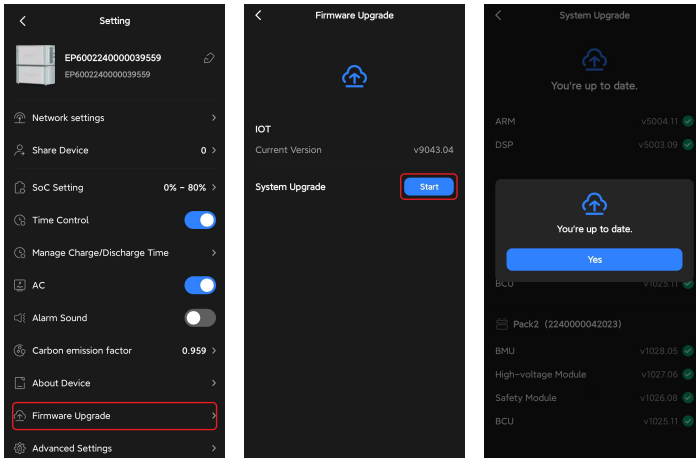 Setting
EP6002240000039559
EP6002240000039559
Network settings
Share Device 0
SoC Setting 0% - 80%
Time Control
Manage Charge/Discharge Time
AC
Alarm Sound
Carbon emission factor 0.959
About Device
Firmware Upgrade
Advanced Settings
Firmware Upgrade
IOT
Current Version v9043.04
System Upgrade Start
System Upgrade
You're up to date.
ARM v5004.11
DSP v5003.09
You're up to date.
Yes
BCU v1025.11
Pack2 (2240000042023)
BMU v1028.05
High-voltage Module v1027.06
Safety Module v1026.08
BCU v1025.11